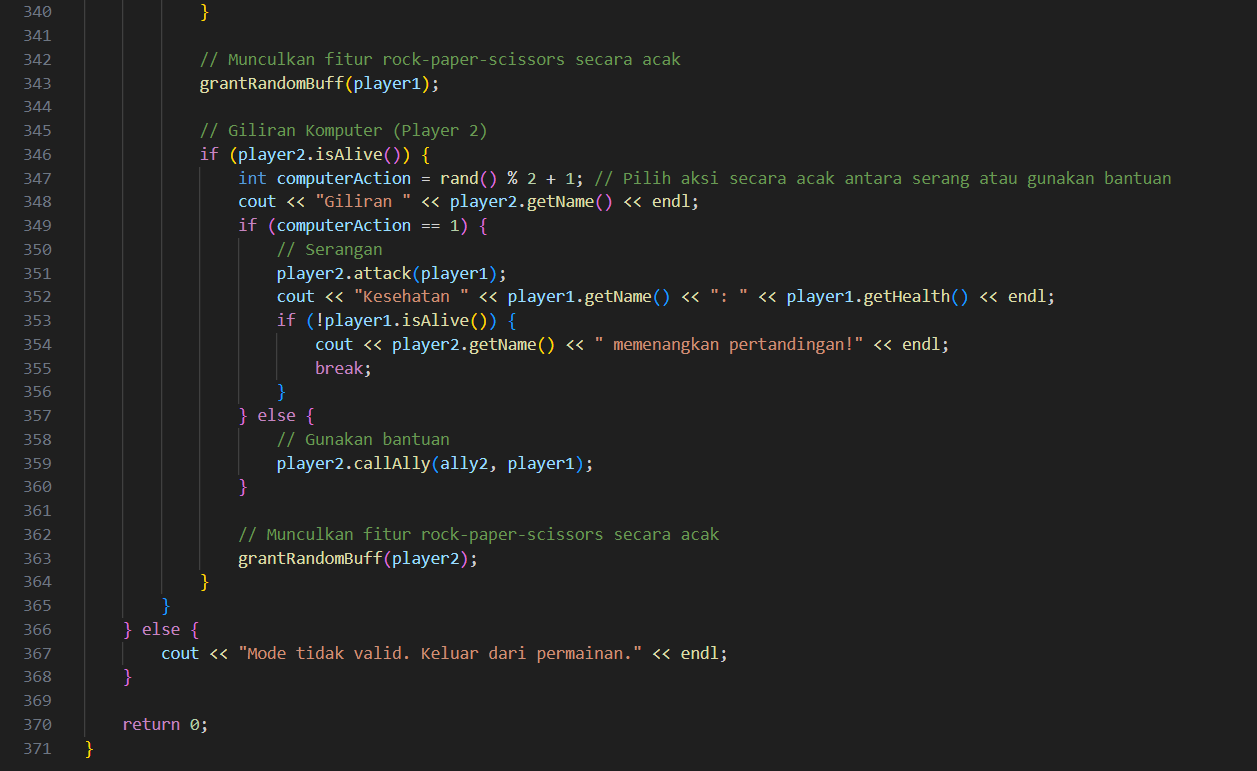 340 }
341
342 // Munculkan fitur rock-paper-scissors secara acak
343 grantRandomBuff(player1);
344
345 // Giliran Komputer (Player 2)
346 if (player2.isAlive()) {
347 int computerAction = rand() % 2 + 1; // Pilih aksi secara acak antara serang atau gunakan bantuan
348 cout << "Giliran " << player2.getName() << endl;
349 if (computerAction == 1) {
350 // Serangan
351 player2.attack(player1);
352 cout << "Kesehatan " << player1.getName() << ": " << player1.getHealth() << endl;
353 if (!player1.isAlive()) {
354 cout << player2.getName() << " memenangkan pertandingan!" << endl;
355 break;
356 }
357 } else {
358 // Gunakan bantuan
359 player2.callAlly(ally2, player1);
360 }
361
362 // Munculkan fitur rock-paper-scissors secara acak
363 grantRandomBuff(player2);
364 }
365 }
366 } else {
367 cout << "Mode tidak valid. Keluar dari permainan." << endl;
368 }
369
370 return 0;
371 }